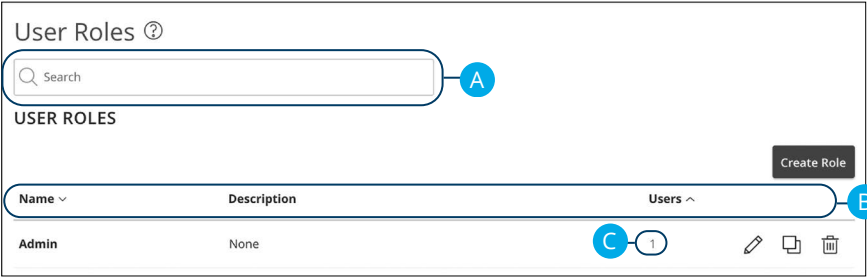 User Roles ?
Search
A
USER ROLES
Create Role
Name Description Users
B
Admin None C 1